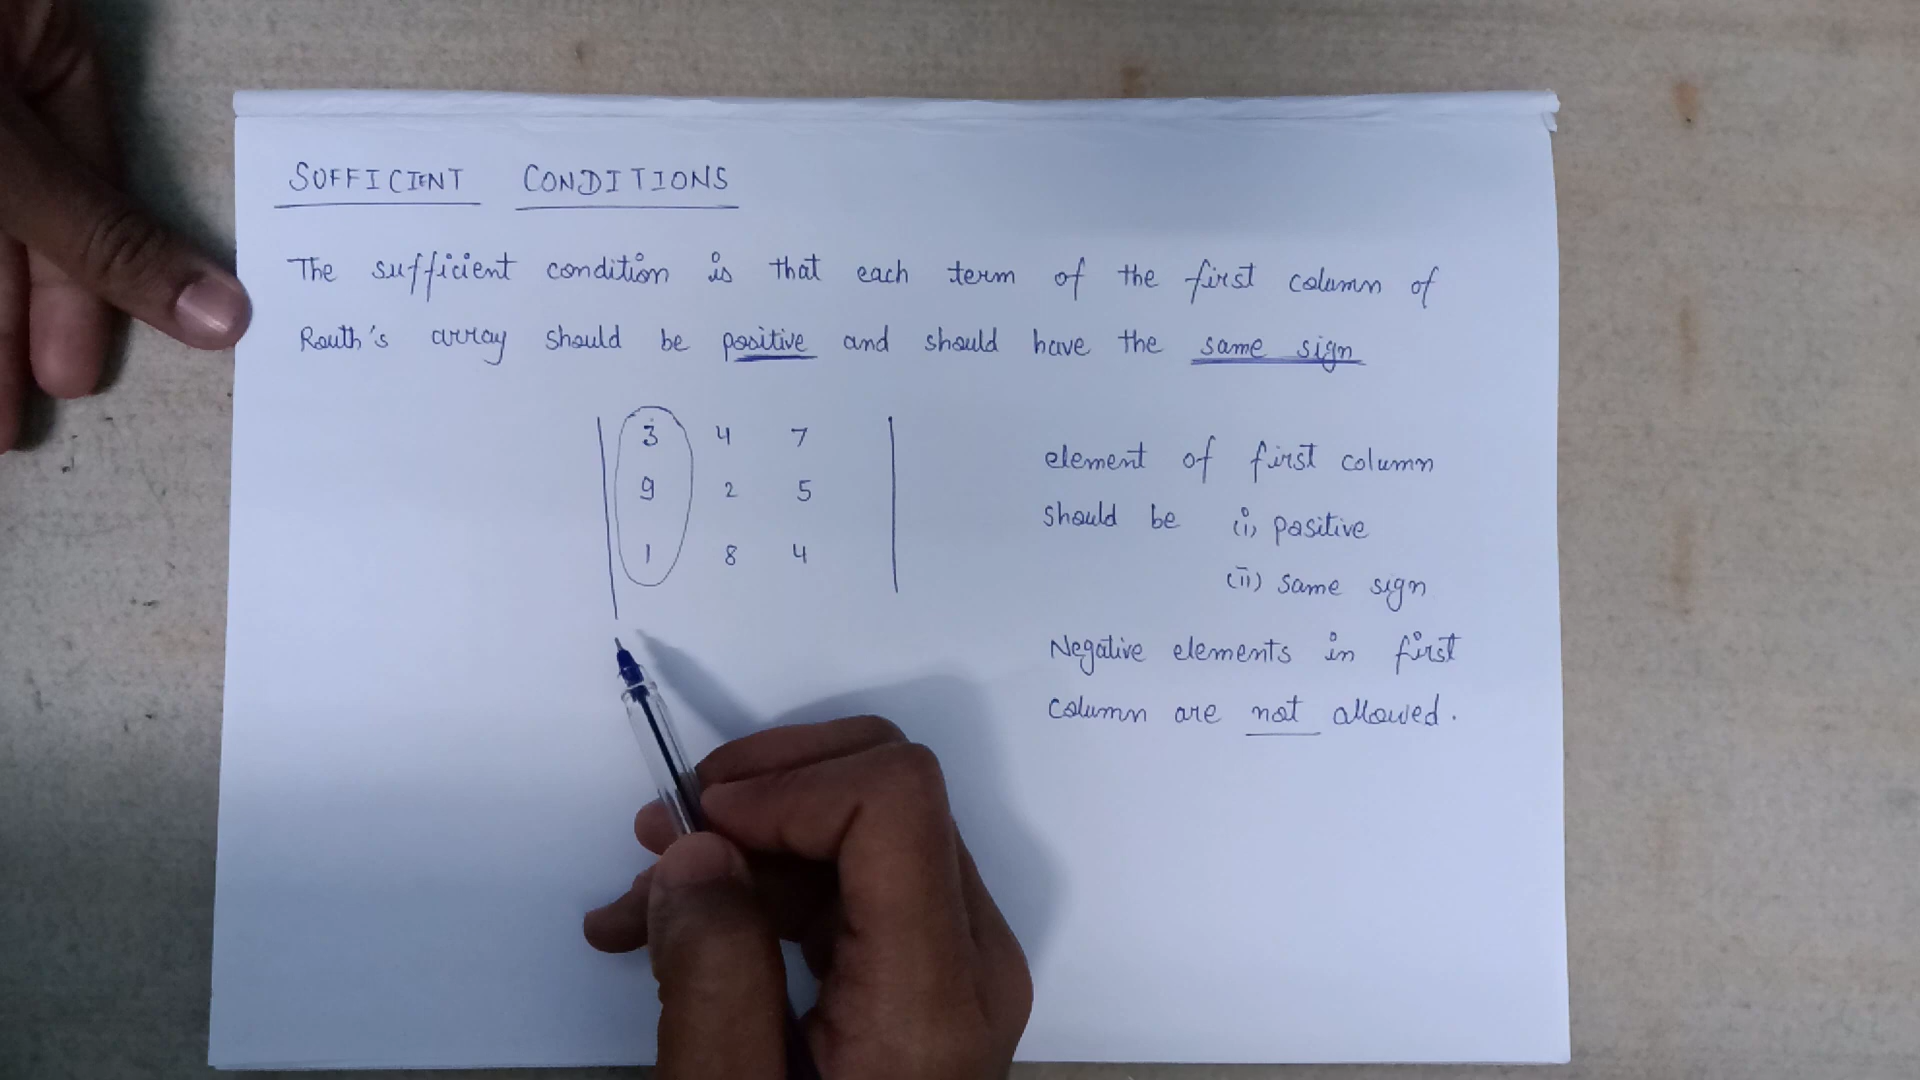 SUFFICIENT CONDITIONS
The sufficient condition is that each term of the first column of
Routh's array should be positive and should have the same sign
3 4 7
9 2 5
1 8 4
element of first column
should be (i) positive
(ii) same sign
Negative elements in first
column are not allowed.